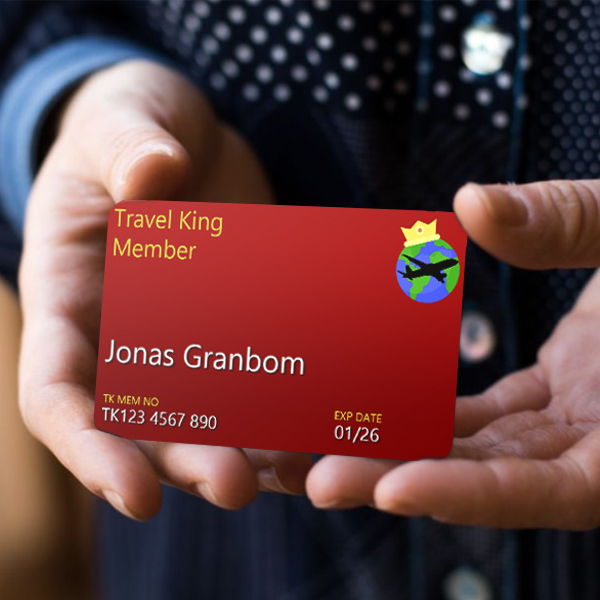 Travel King
Member
Jonas Granbom
TK MEM NO
TK123 4567 890
EXP DATE
01/26